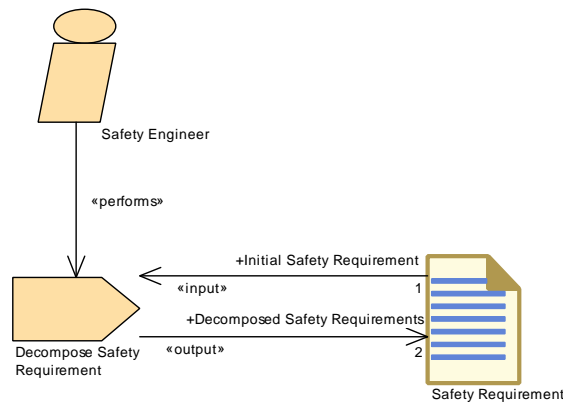 Safety Engineer
«performs»
+Initial Safety Requirement
«input»
1
+Decomposed Safety Requirements
«output»
2
Decompose Safety
Requirement
Safety Requirement